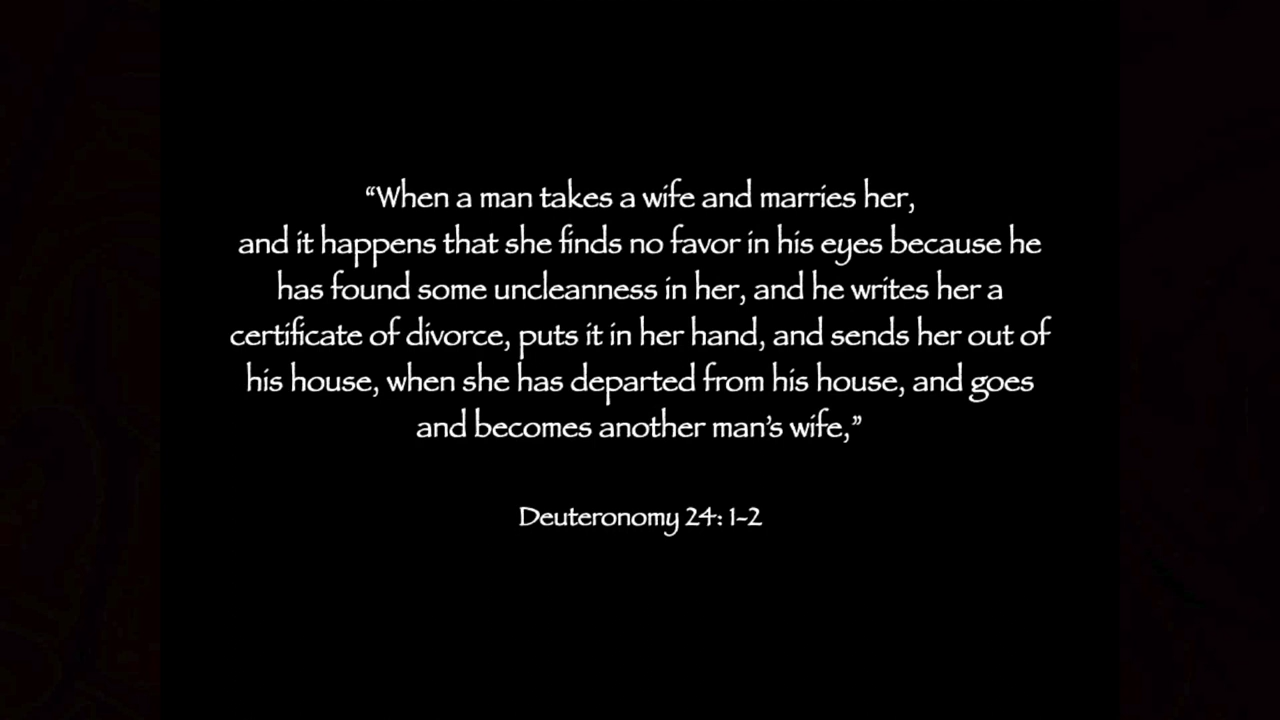 “When a man takes a wife and marries her,
and it happens that she finds no favor in his eyes because he
has found some uncleanness in her, and he writes her a
certificate of divorce, puts it in her hand, and sends her out of
his house, when she has departed from his house, and goes
and becomes another man’s wife,”
Deuteronomy 24: 1-2